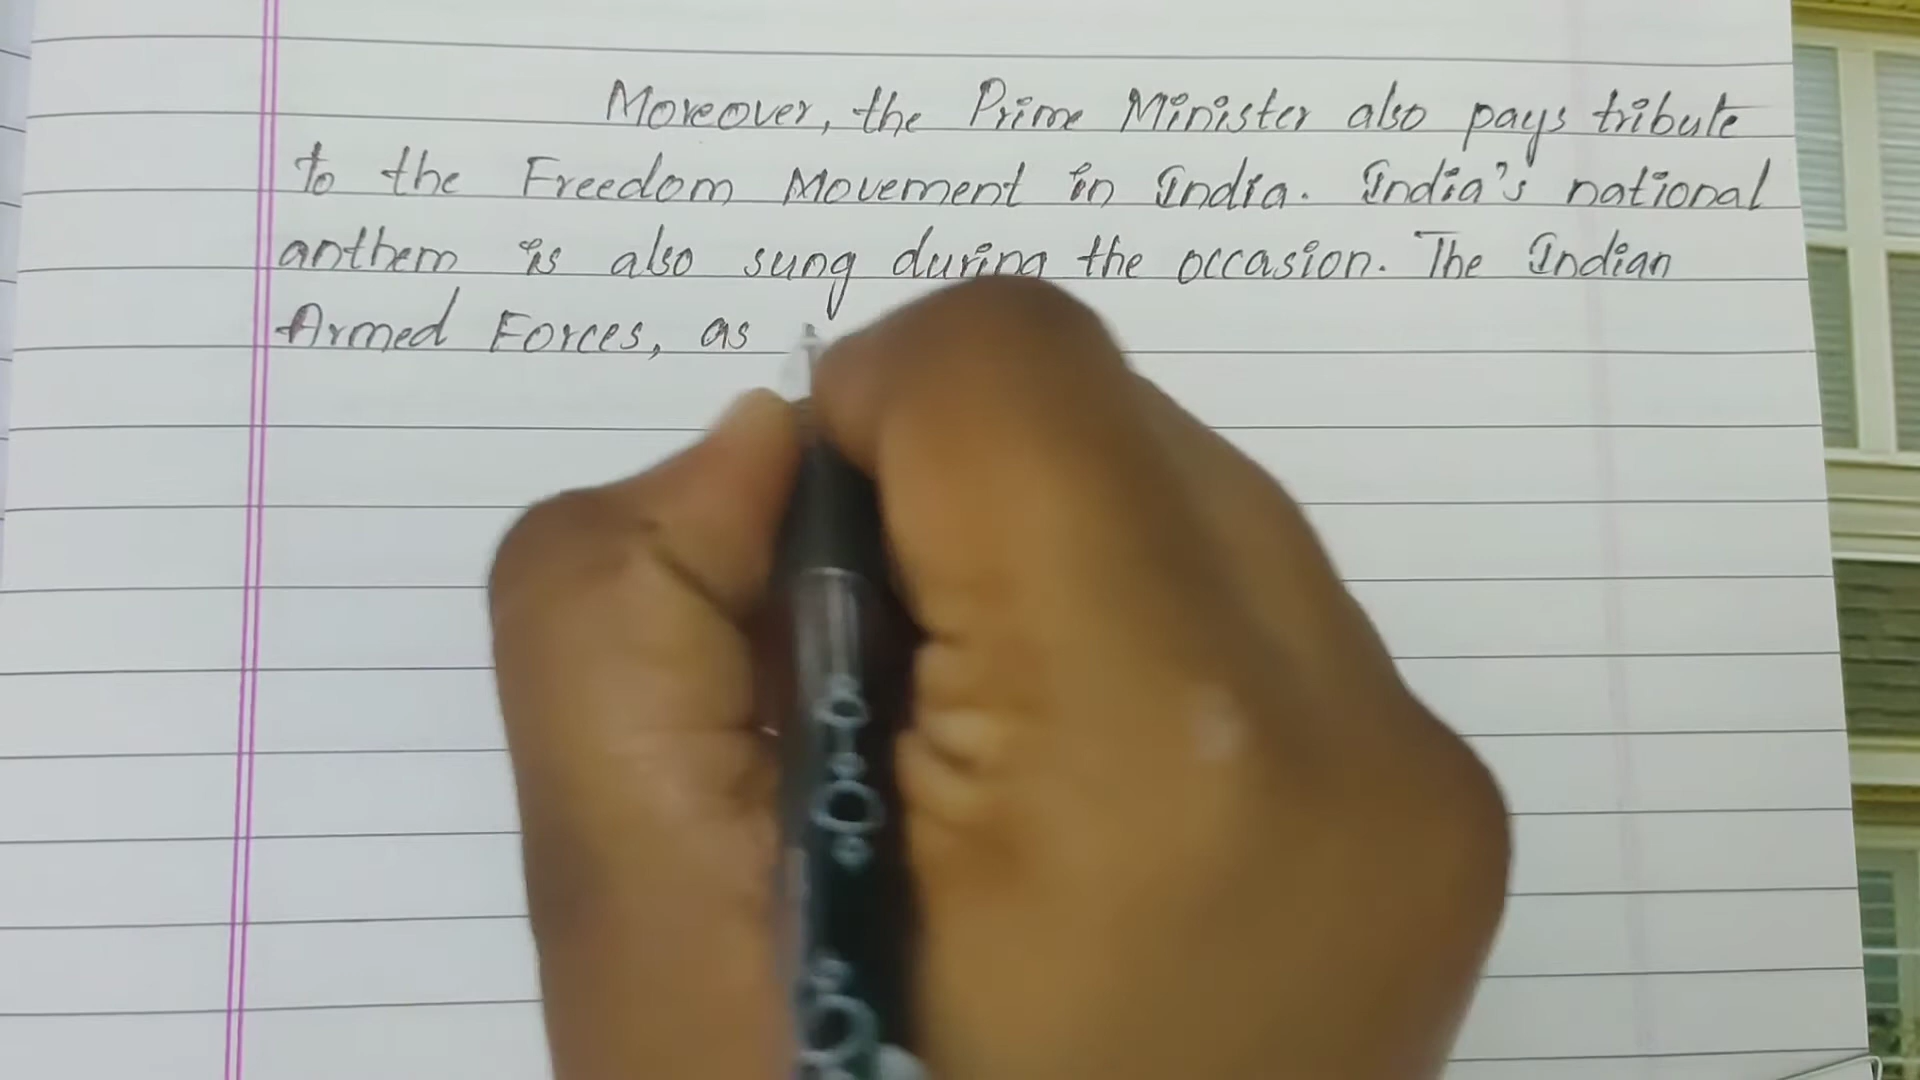 Moreover, the Prime Minister also pays tribute
to the Freedom Movement in India. India's national
anthem is also sung during the occasion. The Indian
Armed Forces, as